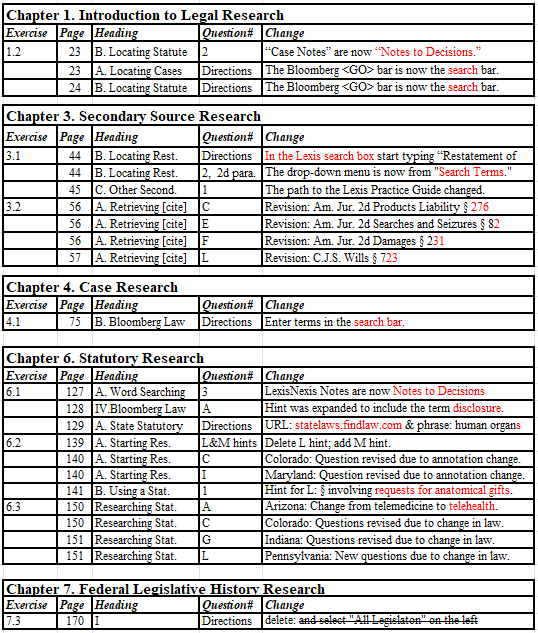 Chapter 1. Introduction to Legal Research
Exercise Page Heading Question# Change
1.2 23 B. Locating Statute 2 “Case Notes” are now “Notes to Decisions.”
23 A. Locating Cases Directions The Bloomberg <GO> bar is now the search bar.
24 B. Locating Statute Directions The Bloomberg <GO> bar is now the search bar.
Chapter 3. Secondary Source Research
Exercise Page Heading Question# Change
3.1 44 B. Locating Rest. Directions In the Lexis search box start typing “Restatement of
44 B. Locating Rest. 2, 2d para. The drop-down menu is now from "Search Terms."
45 C. Other Second. 1 The path to the Lexis Practice Guide changed.
3.2 56 A. Retrieving [cite] C Revision: Am. Jur. 2d Products Liability § 276
56 A. Retrieving [cite] E Revision: Am. Jur. 2d Searches and Seizures § 82
56 A. Retrieving [cite] F Revision: Am. Jur. 2d Damages § 231
57 A. Retrieving [cite] L Revision: C.J.S. Wills § 723
Chapter 4. Case Research
Exercise Page Heading Question# Change
4.1 75 B. Bloomberg Law Directions Enter terms in the search bar.
Chapter 6. Statutory Research
Exercise Page Heading Question# Change
6.1 127 A. Word Searching 3 LexisNexis Notes are now Notes to Decisions
128 IV.Bloomberg Law A Hint was expanded to include the term disclosure.
129 A. State Statutory Directions URL: statelaws.findlaw.com & phrase: human organs
6.2 139 A. Starting Res. L&M hints Delete L hint; add M hint.
140 A. Starting Res. C Colorado: Question revised due to annotation change.
140 A. Starting Res. I Maryland: Question revised due to annotation change.
141 B. Using a Stat. 1 Hint for L: § involving requests for anatomical gifts.
6.3 150 Researching Stat. A Arizona: Change from telemedicine to telehealth.
150 Researching Stat. C Colorado: Questions revised due to change in law.
151 Researching Stat. G Indiana: Questions revised due to change in law.
151 Researching Stat. L Pennsylvania: New questions due to change in law.
Chapter 7. Federal Legislative History Research
Exercise Page Heading Question# Change
7.3 170 I Directions delete: and select "All Legislaton" on the left